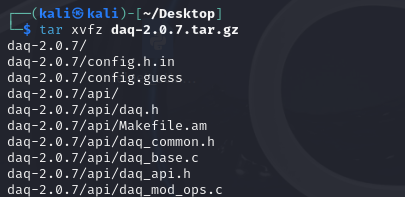 ┌──(kali㉿kali)-[~/Desktop]
└─$ tar xvfz daq-2.0.7.tar.gz
daq-2.0.7/
daq-2.0.7/config.h.in
daq-2.0.7/config.guess
daq-2.0.7/api/
daq-2.0.7/api/daq.h
daq-2.0.7/api/Makefile.am
daq-2.0.7/api/daq_common.h
daq-2.0.7/api/daq_base.c
daq-2.0.7/api/daq_api.h
daq-2.0.7/api/daq_mod_ops.c